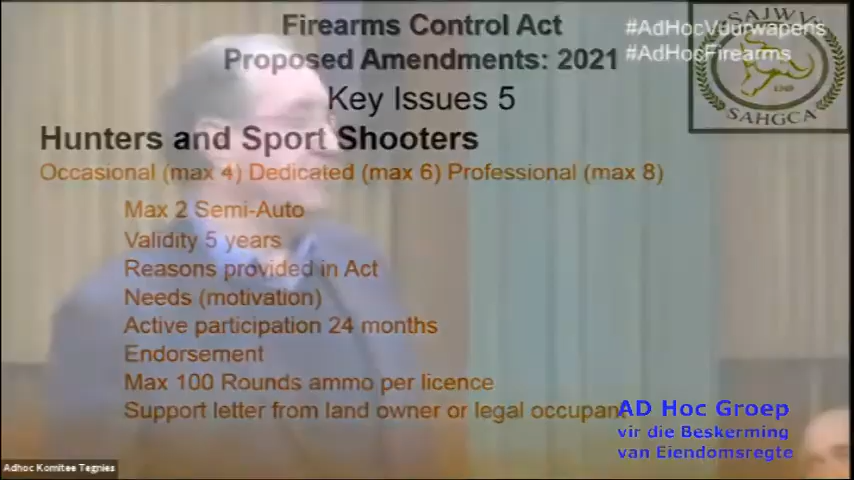 Firearms Control Act
Proposed Amendments: 2021
#AdHocVuurwapens
#AdHocFirearms
SAJWV
SAHGCA
Key Issues 5
Hunters and Sport Shooters
Occasional (max 4) Dedicated (max 6) Professional (max 8)
Max 2 Semi-Auto
Validity 5 years
Reasons provided in Act
Needs (motivation)
Active participation 24 months
Endorsement
Max 100 Rounds ammo per licence
Support letter from land owner or legal occupant
AD Hoc Groep
vir die Beskerming
van Eiendomsregte
Adhoc Komitee Tegnies